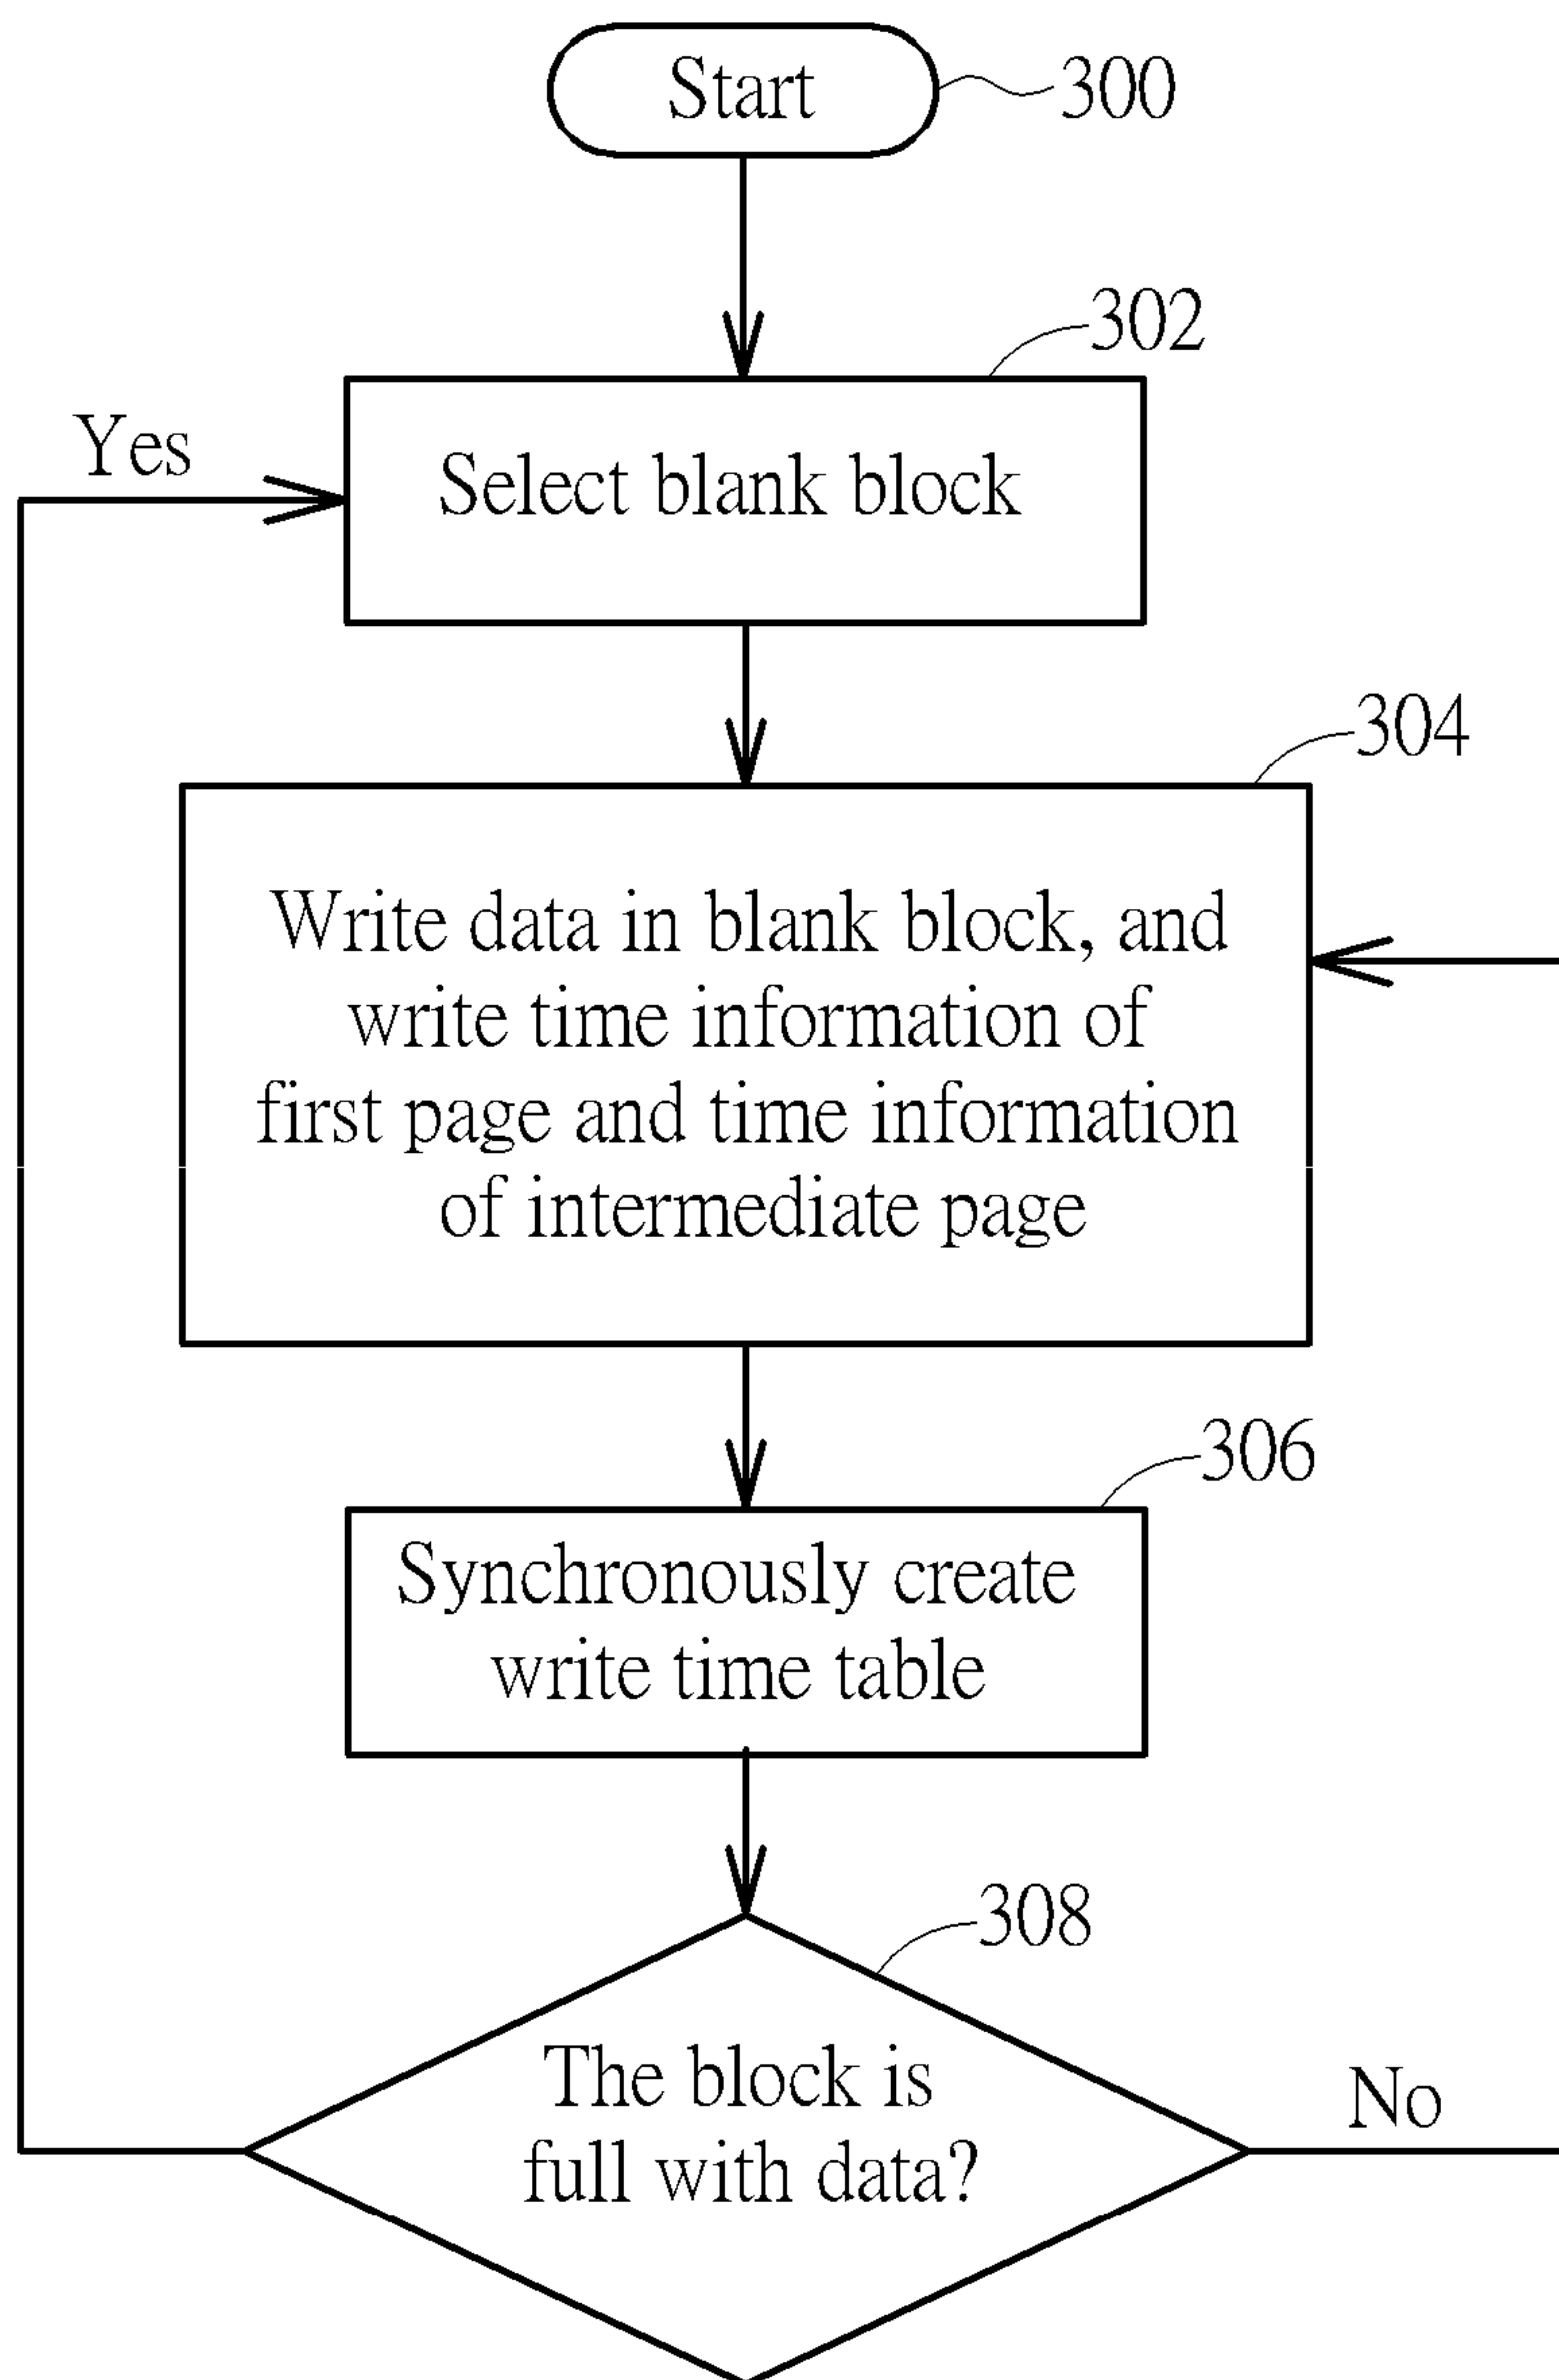 Start
300
302
Yes
Select blank block
304
Write data in blank block, and
write time information of
first page and time information
of intermediate page
306
Synchronously create
write time table
308
The block is
full with data?
No